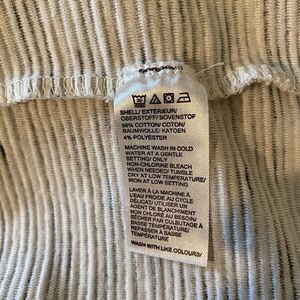 SHELL/ EXTÉRIEUR/
OBERSTOFF/ BOVENSTOF
96% COTTON/ COTON/
BAUMWOLLE/ KATOEN
4% POLYESTER
MACHINE WASH IN COLD
WATER AT A GENTLE
SETTING/ ONLY
NON-CHLORINE BLEACH
WHEN NEEDED/ TUMBLE
DRY AT LOW TEMPERATURE/
IRON AT LOW SETTING
LAVER À LA MACHINE À
L'EAU FROIDE AU CYCLE
DÉLICAT/ UTILISER UN
AGENT DE BLANCHIMENT
NON CHLORÉ AU BESOIN/
SÉCHER PAR CULBUTAGE À
BASSE TEMPÉRATURE/
REPASSER À BASSE
TEMPÉRATURE
WASH WITH LIKE COLOURS/